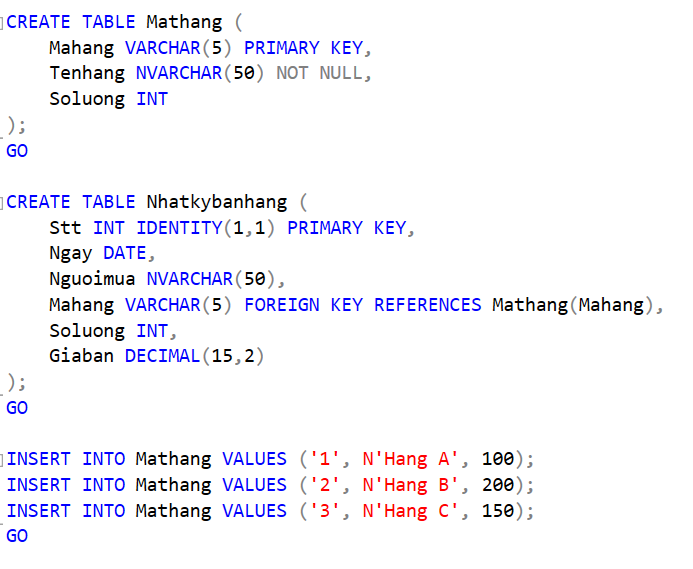 CREATE TABLE Mathang (
    Mahang VARCHAR(5) PRIMARY KEY,
    Tenhang NVARCHAR(50) NOT NULL,
    Soluong INT
);
GO

CREATE TABLE Nhatkybanhang (
    Stt INT IDENTITY(1,1) PRIMARY KEY,
    Ngay DATE,
    Nguoimua NVARCHAR(50),
    Mahang VARCHAR(5) FOREIGN KEY REFERENCES Mathang(Mahang),
    Soluong INT,
    Giaban DECIMAL(15,2)
);
GO

INSERT INTO Mathang VALUES ('1', N'Hang A', 100);
INSERT INTO Mathang VALUES ('2', N'Hang B', 200);
INSERT INTO Mathang VALUES ('3', N'Hang C', 150);
GO